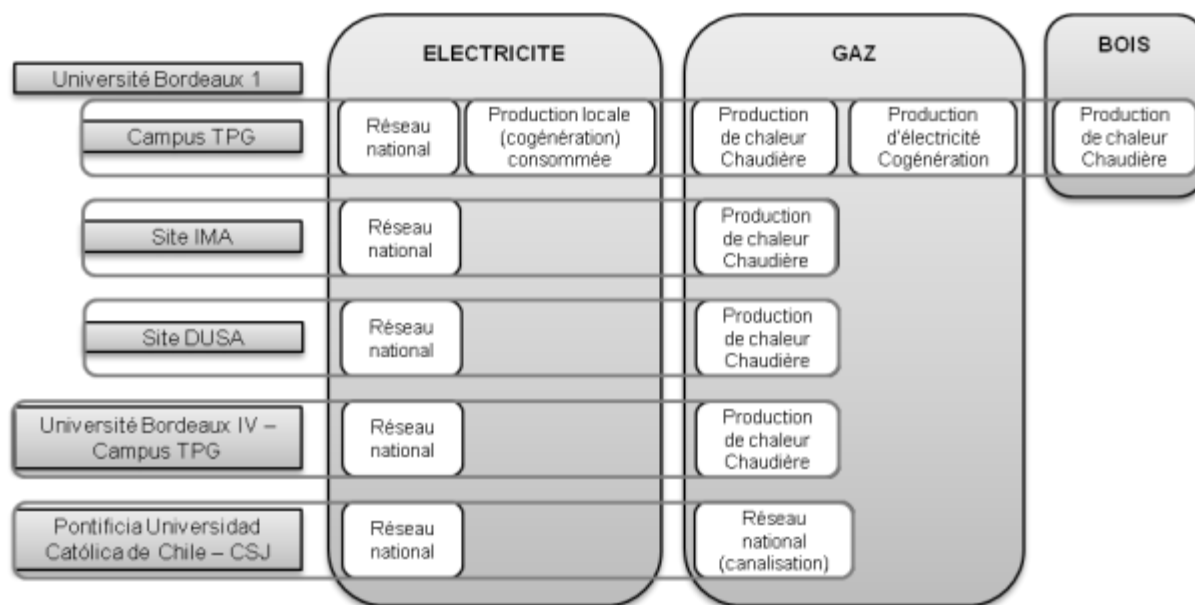 ELECTRICITE
GAZ
BOIS
Université Bordeaux 1
Campus TPG
Réseau
national
Production locale
(cogénération)
consommée
Production
de chaleur
Chaudière
Production
d'électricité
Cogénération
Production
de chaleur
Chaudière
Site IMA
Réseau
national
Production
de chaleur
Chaudière
Site DUSA
Réseau
national
Production
de chaleur
Chaudière
Université Bordeaux IV –
Campus TPG
Réseau
national
Production
de chaleur
Chaudière
Pontificia Universidad
Católica de Chile – CSJ
Réseau
national
Réseau
national
(canalisation)